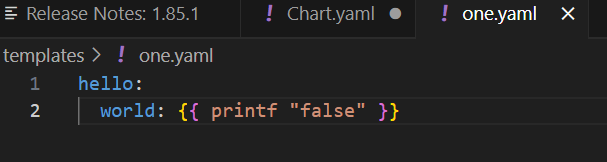 Release Notes: 1.85.1 ! Chart.yaml ! one.yaml
templates > ! one.yaml
1 hello:
2 world: {{ printf "false" }}